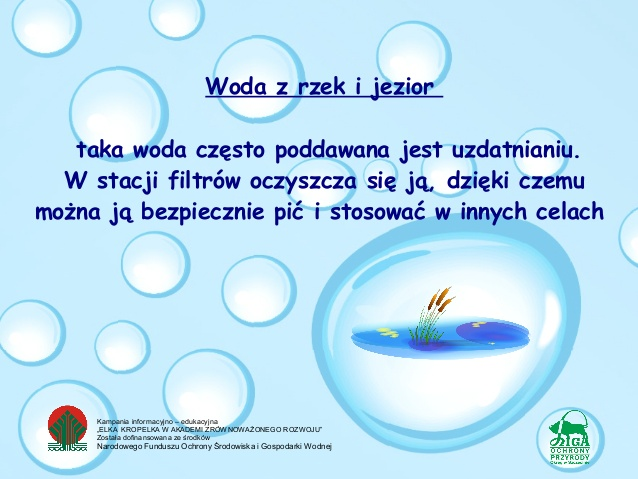 Woda z rzek i jezior
taka woda często poddawana jest uzdatnianiu.
W stacji filtrów oczyszcza się ją, dzięki czemu
można ją bezpiecznie pić i stosować w innych celach
Kampania informacyjno – edukacyjna
„ELKA KROPELKA W AKADEMI ZRÓWNOWAŻONEGO ROZWOJU"
Została dofinansowana ze środków
Narodowego Funduszu Ochrony Środowiska i Gospodarki Wodnej
LIGA
OCHRONY
PRZYRODY